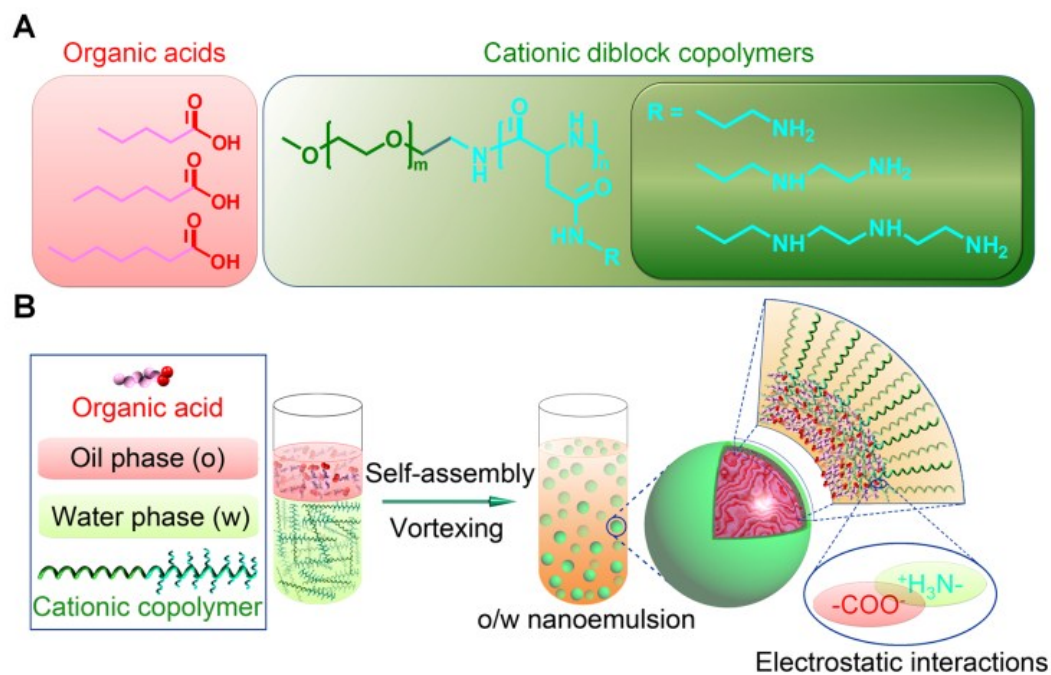 A
Organic acids
Cationic diblock copolymers
O
OH
O
OH
O
OH
O
O
m
N
H
O
H
N
n
O
HN
R
R =
NH₂
NH
NH₂
NH
NH
NH₂
B
Organic acid
Oil phase (o)
Water phase (w)
Cationic copolymer
Self-assembly
Vortexing
o/w nanoemulsion
-COO⁻
⁺H₃N-
Electrostatic interactions